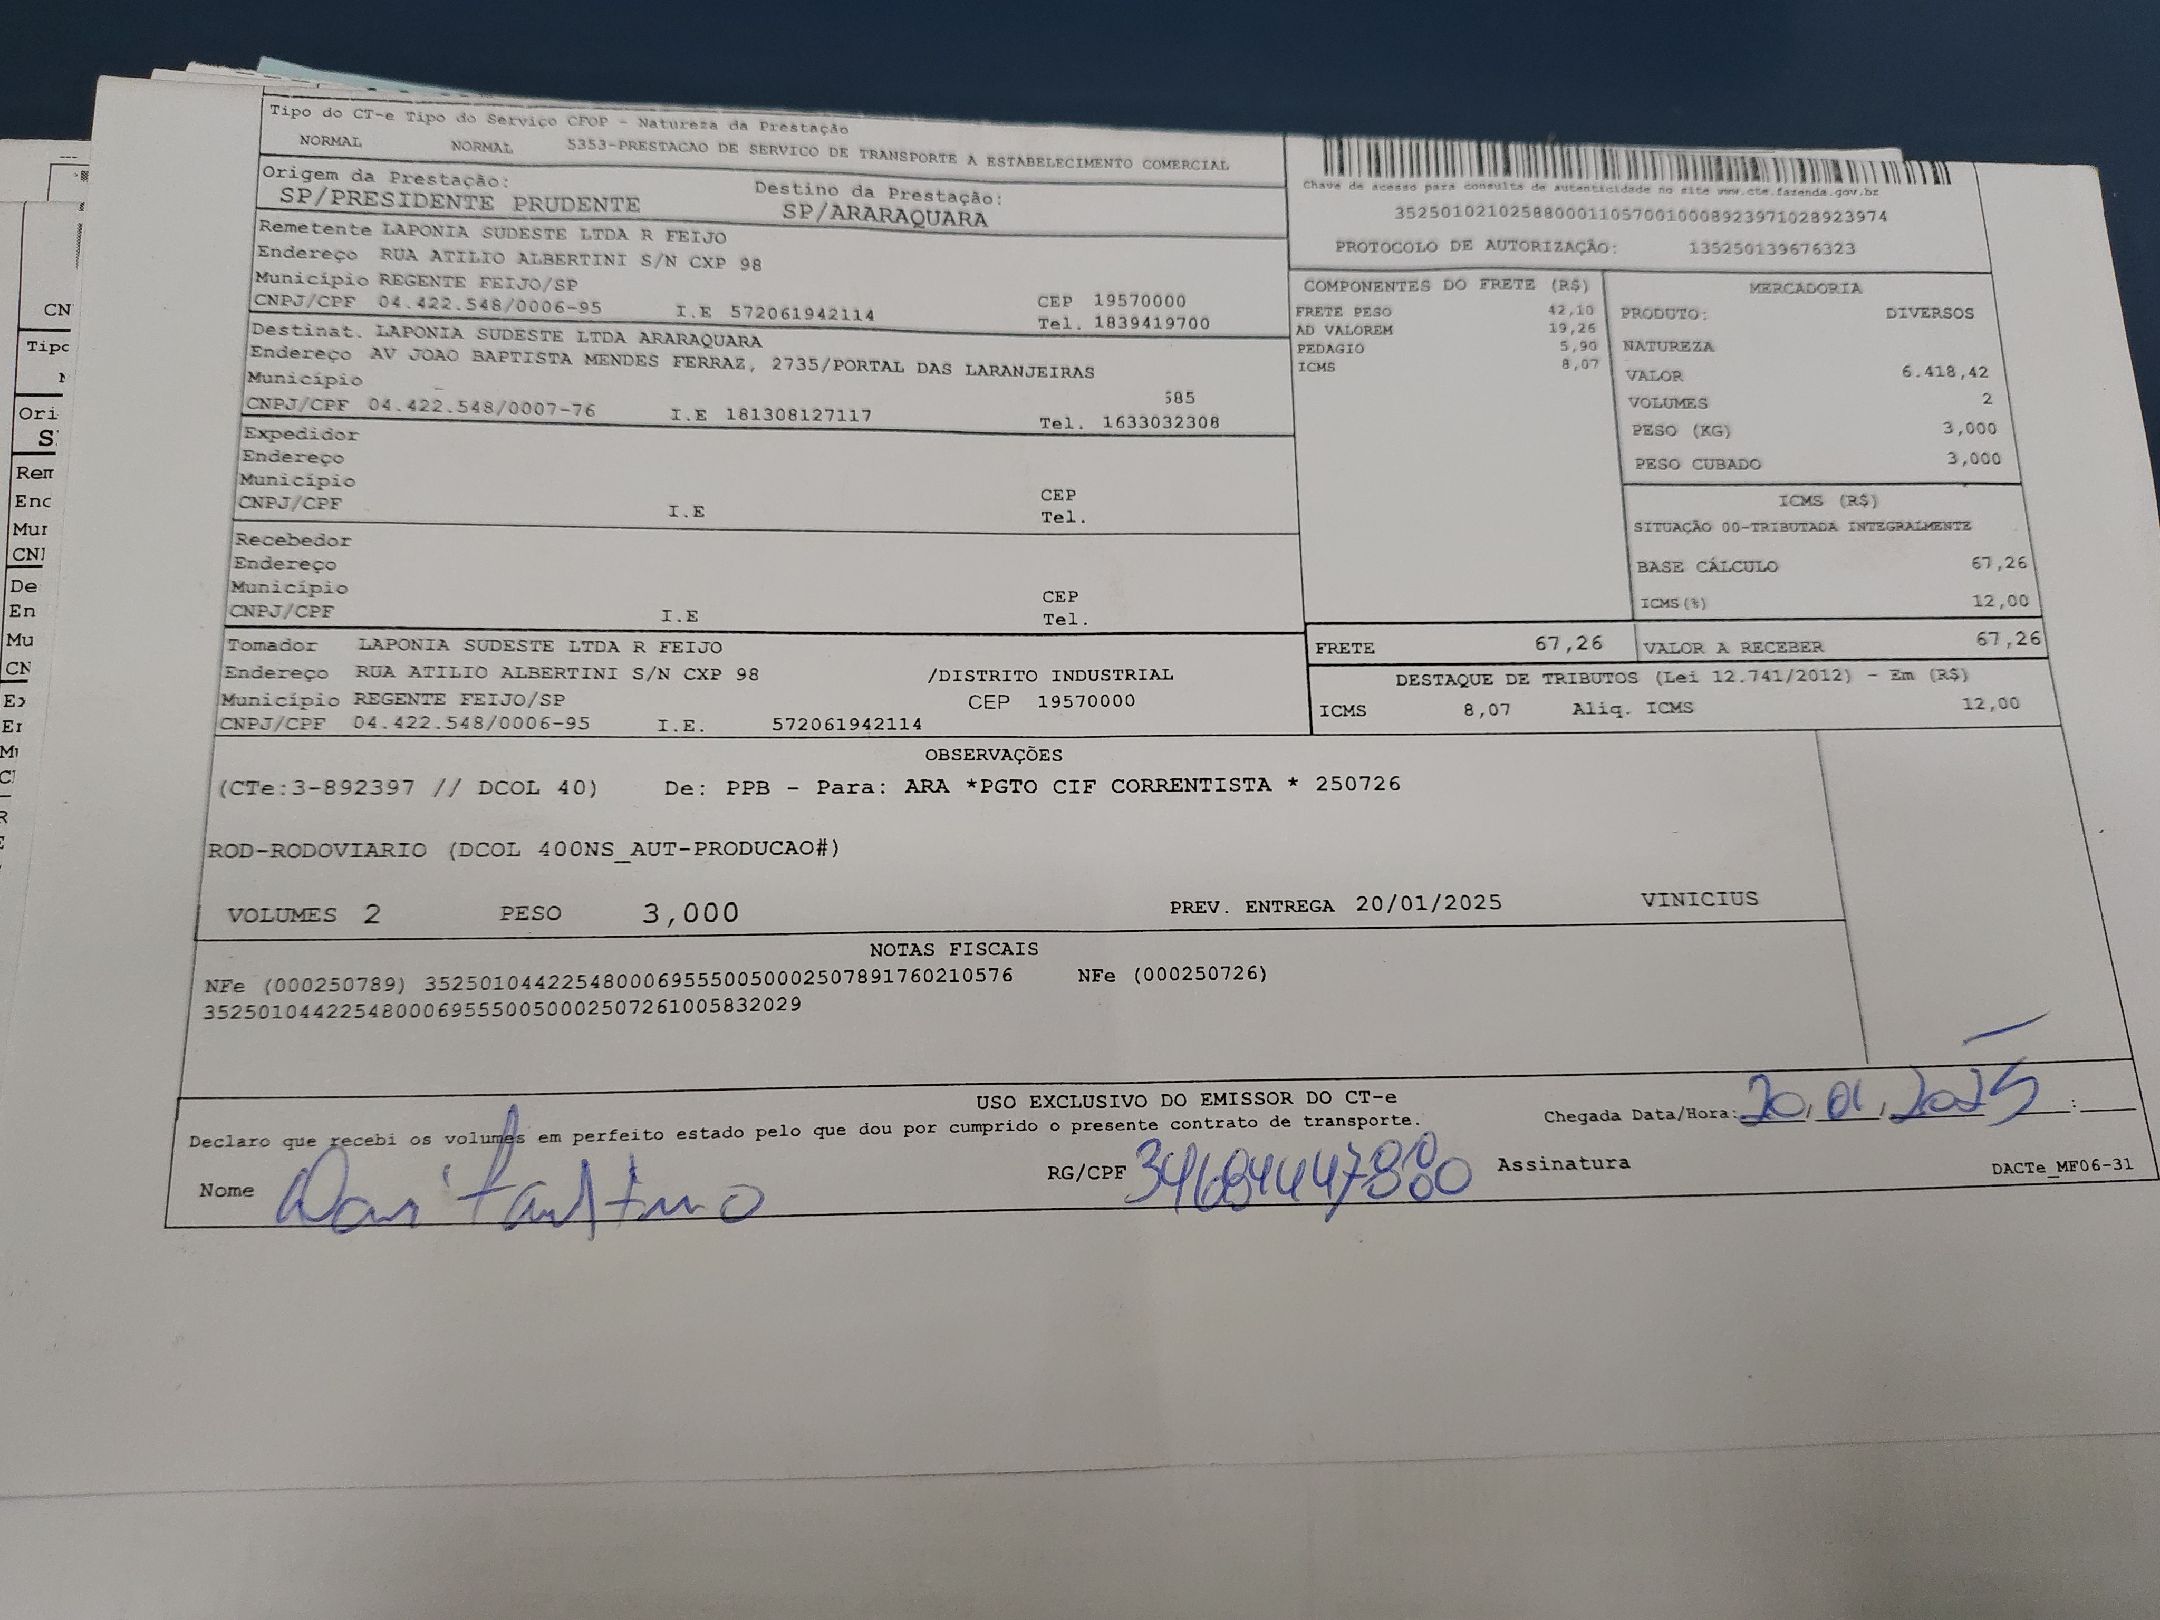 Tipo do CT-e Tipo do Serviço CFOP - Natureza da Prestação
NORMAL NORMAL 5353-PRESTACAO DE SERVICO DE TRANSPORTE A ESTABELECIMENTO COMERCIAL
Origem da Prestação: Destino da Prestação:
SP/PRESIDENTE PRUDENTE SP/ARARAQUARA
Remetente LAPONIA SUDESTE LTDA R FEIJO
Endereço RUA ATILIO ALBERTINI S/N CXP 98
Município REGENTE FEIJO/SP
CNPJ/CPF 04.422.548/0006-95 I.E 572061942114 CEP 19570000
Tel. 1839419700
Destinat. LAPONIA SUDESTE LTDA ARARAQUARA
Endereço AV JOAO BAPTISTA MENDES FERRAZ, 2735/PORTAL DAS LARANJEIRAS
Município 585
CNPJ/CPF 04.422.548/0007-76 I.E 181308127117 Tel. 1633032308
Expedidor
Endereço
Município CEP
CNPJ/CPF I.E Tel.
Recebedor
Endereço
Município CEP
CNPJ/CPF I.E Tel.
Tomador LAPONIA SUDESTE LTDA R FEIJO
Endereço RUA ATILIO ALBERTINI S/N CXP 98 /DISTRITO INDUSTRIAL
Município REGENTE FEIJO/SP CEP 19570000
CNPJ/CPF 04.422.548/0006-95 I.E. 572061942114
Chave de acesso para consulta de autenticidade no site www.cte.fazenda.gov.br
35250102102588000110570010008923971028923974
PROTOCOLO DE AUTORIZAÇÃO: 135250139676323
COMPONENTES DO FRETE (R$)
FRETE PESO 42,10
AD VALOREM 19,26
PEDAGIO 5,90
ICMS 8,07
MERCADORIA
PRODUTO: DIVERSOS
NATUREZA
VALOR 6.418,42
VOLUMES 2
PESO (KG) 3,000
PESO CUBADO 3,000
ICMS (R$)
SITUAÇÃO 00-TRIBUTADA INTEGRALMENTE
BASE CÁLCULO 67,26
ICMS(%) 12,00
FRETE 67,26 VALOR A RECEBER 67,26
DESTAQUE DE TRIBUTOS (Lei 12.741/2012) - Em (R$)
ICMS 8,07 Aliq. ICMS 12,00
OBSERVAÇÕES
(CTe:3-892397 // DCOL 40) De: PPB - Para: ARA *PGTO CIF CORRENTISTA * 250726
ROD-RODOVIARIO (DCOL 400NS_AUT-PRODUCAO#)
VOLUMES 2 PESO 3,000 PREV. ENTREGA 20/01/2025 VINICIUS
NOTAS FISCAIS
NFe (000250789) 35250104422548000695550050002507891760210576 NFe (000250726)
35250104422548000695550050002507261005832029
USO EXCLUSIVO DO EMISSOR DO CT-e
Declaro que recebi os volumes em perfeito estado pelo que dou por cumprido o presente contrato de transporte. Chegada Data/Hora: 20/01/2025 :
Nome RG/CPF Assinatura DACTe_MF06-31
CN
Tipo
Ori
Rem
End
Mun
De
En
Mu
CN